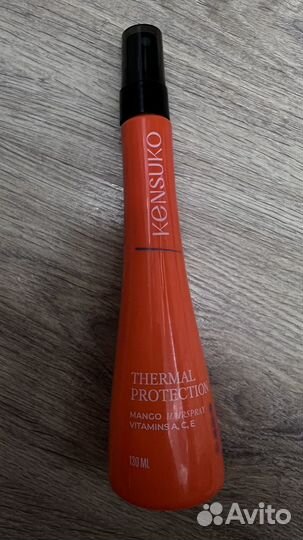 KENSUKO
THERMAL
PROTECTION
MANGO HAIRSPRAY
VITAMINS A, C, E
130 ML
Avito